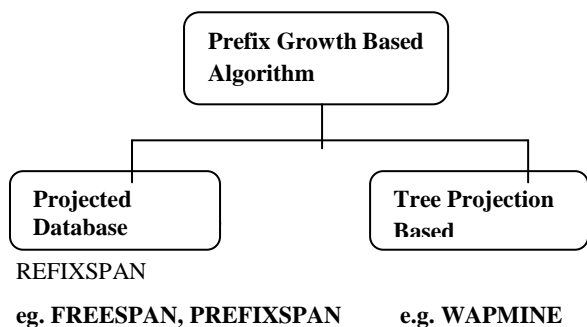 Prefix Growth Based
Algorithm
Projected
Database
Tree Projection
Based
REFIXSPAN
eg. FREESPAN, PREFIXSPAN
e.g. WAPMINE